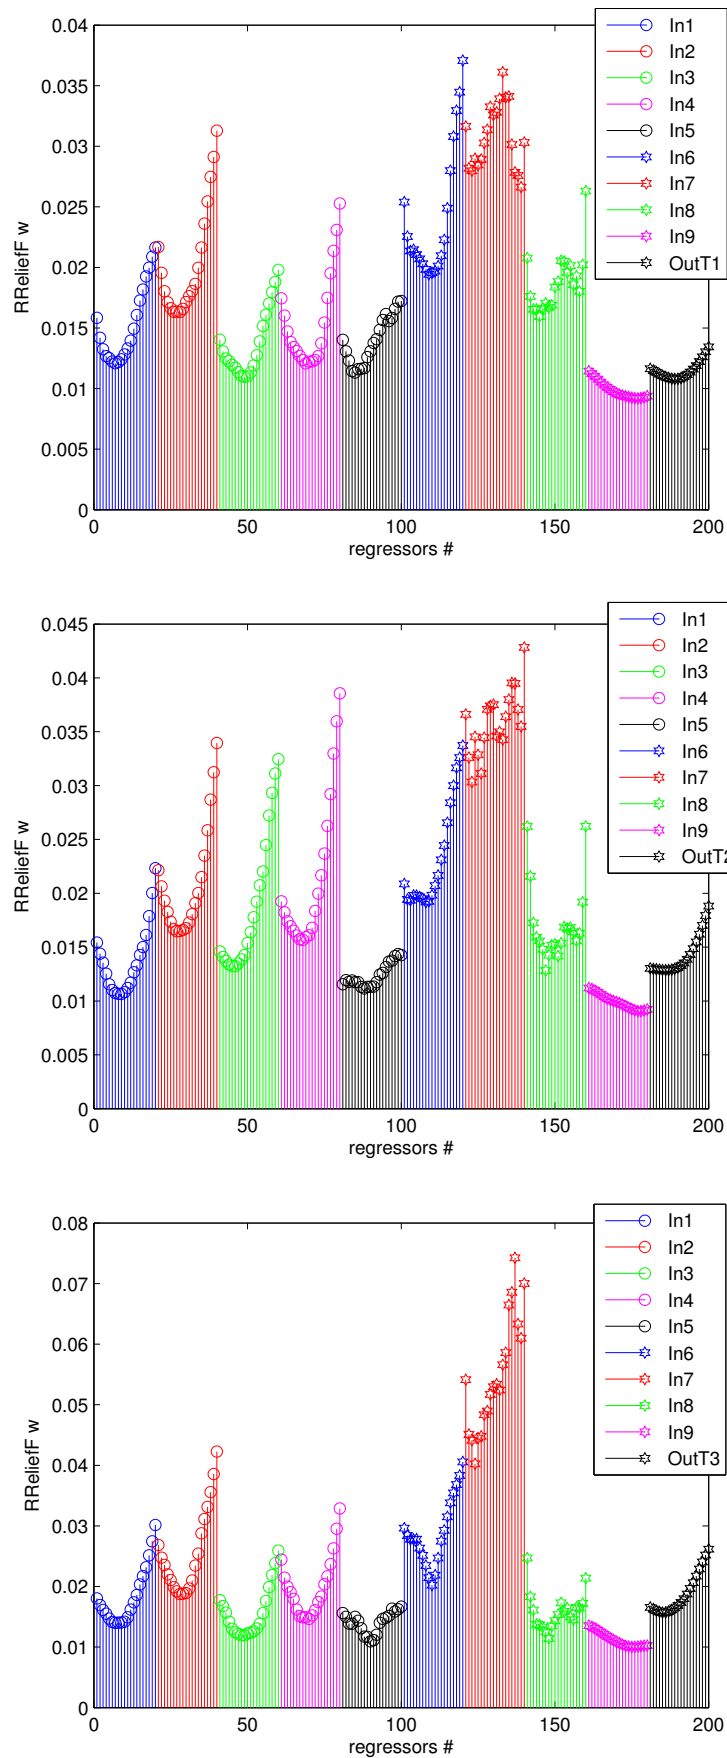 0.04
0.035
0.03
0.025
0.02
0.015
0.01
0.005
0
RReliefF w
0 50 100 150 200
regressors #
In1
In2
In3
In4
In5
In6
In7
In8
In9
OutT1
0.045
0.04
0.035
0.03
0.025
0.02
0.015
0.01
0.005
0
RReliefF w
0 50 100 150 200
regressors #
In1
In2
In3
In4
In5
In6
In7
In8
In9
OutT2
0.08
0.07
0.06
0.05
0.04
0.03
0.02
0.01
0
RReliefF w
0 50 100 150 200
regressors #
In1
In2
In3
In4
In5
In6
In7
In8
In9
OutT3